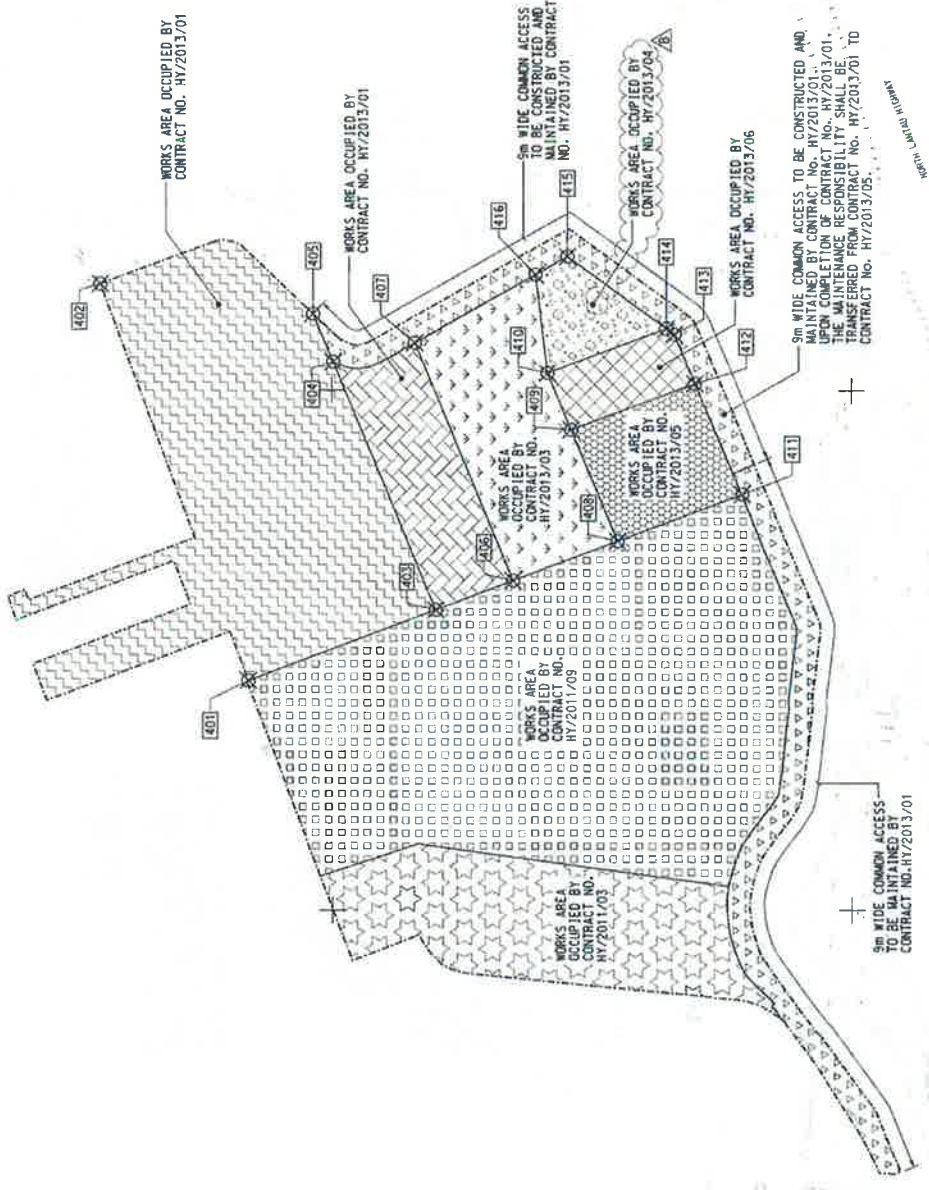 WORKS AREA OCCUPIED BY
CONTRACT NO. HY/2013/01
402
405
WORKS AREA OCCUPIED BY
CONTRACT NO. HY/2013/01
407
404
9m WIDE COMMON ACCESS
TO BE CONSTRUCTED AND
MAINTAINED BY CONTRACT
NO. HY/2013/01
416
415
WORKS AREA OCCUPIED BY
CONTRACT NO. HY/2013/04
B
410
409
414
413
WORKS AREA OCCUPIED BY
CONTRACT NO. HY/2013/06
412
9m WIDE COMMON ACCESS TO BE CONSTRUCTED AND
MAINTAINED BY CONTRACT No. HY/2013/01.
UPON COMPLETION OF CONTRACT No. HY/2013/01,
THE MAINTENANCE RESPONSIBILITY SHALL BE
TRANSFERRED FROM CONTRACT No. HY/2013/01 TO
CONTRACT No. HY/2013/05.
NORTH LANTAU HIGHWAY
WORKS AREA
OCCUPIED BY
CONTRACT NO.
HY/2013/03
WORKS AREA
OCCUPIED BY
CONTRACT NO.
HY/2013/05
408
411
406
403
401
WORKS AREA
OCCUPIED BY
CONTRACT NO.
HY/2011/09
WORKS AREA
OCCUPIED BY
CONTRACT NO.
HY/2011/03
9m WIDE COMMON ACCESS
TO BE MAINTAINED BY
CONTRACT NO.HY/2013/01